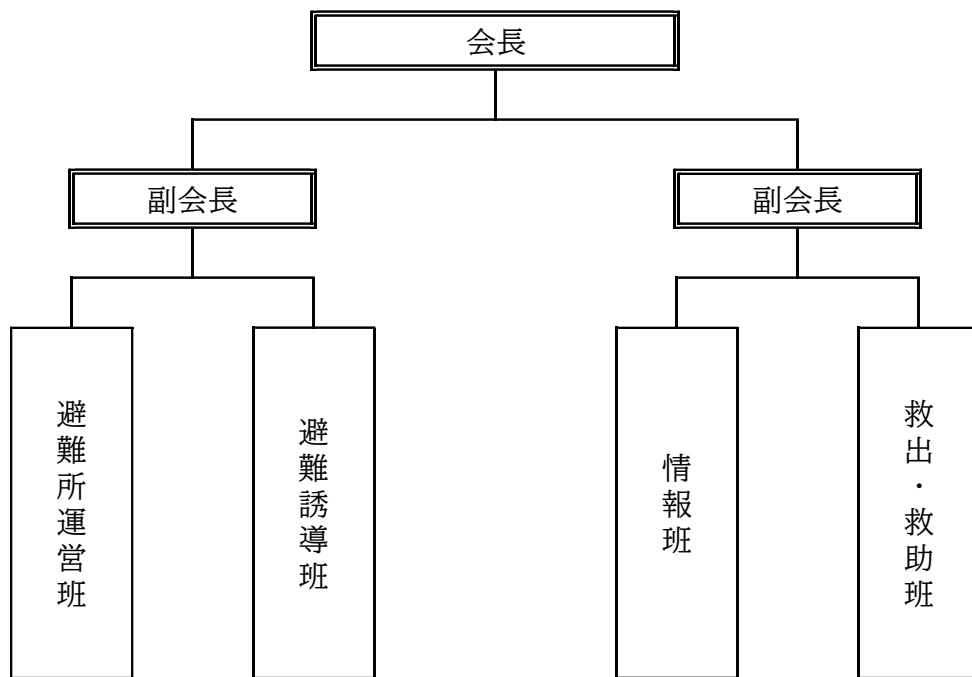 会長
副会長
副会長
避難所運営班
避難誘導班
情報班
救出・救助班